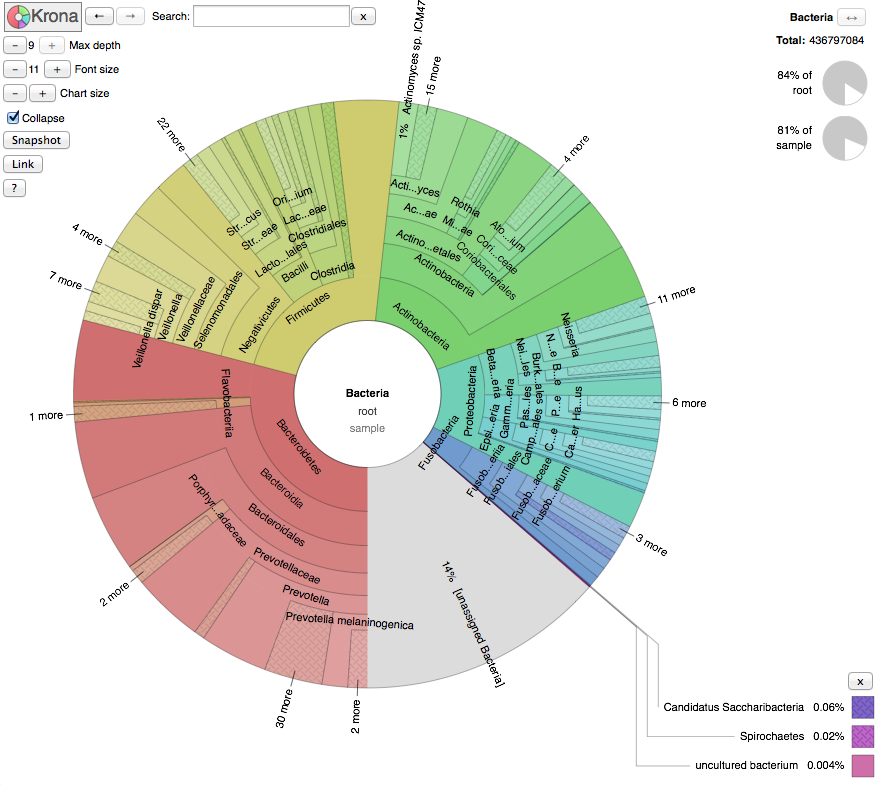 Krona
←
→
Search:
x
− 9 + Max depth
− 11 + Font size
− + Chart size
Collapse
Snapshot
Link
?
Bacteria ↔
Total: 436797084
84% of
root
81% of
sample
1% Actinomyces sp. ICM47
15 more
4 more
11 more
6 more
3 more
2 more
30 more
2 more
1 more
7 more
4 more
22 more
Acti...yces
Rothia
Ac...ae
Mi...ae
Alo...ium
Actino...etales
Cori...ceae
Coriobacteriales
Actinobacteria
Actinobacteria
Ori...ium
Str...cus
Lac...eae
Str...eae
Clostridiales
Lacto...lales
Bacilli
Clostridia
Firmicutes
Negativicutes
Selenomonadales
Veillonellaceae
Veillonella
Veillonella dispar
Neisseria
N...e
B...e
Nei...les
Burk...ales
Beta...eria
Proteobacteria
Gamm...eria
Pas...les
P...e
Ha...us
Epsi...eria
Camp...ales
C...e
Ca...er
Fusobacteria
Fusob...eriia
Fusob...iales
Fusob...aceae
Fusob...erium
Flavobacteriia
Bacteroidetes
Bacteroidia
Bacteroidales
Porphyr...adaceae
Prevotellaceae
Prevotella
Prevotella melaninogenica
Bacteria
root
sample
14% [unassigned Bacteria]
x
Candidatus Saccharibacteria 0.06%
Spirochaetes 0.02%
uncultured bacterium 0.004%